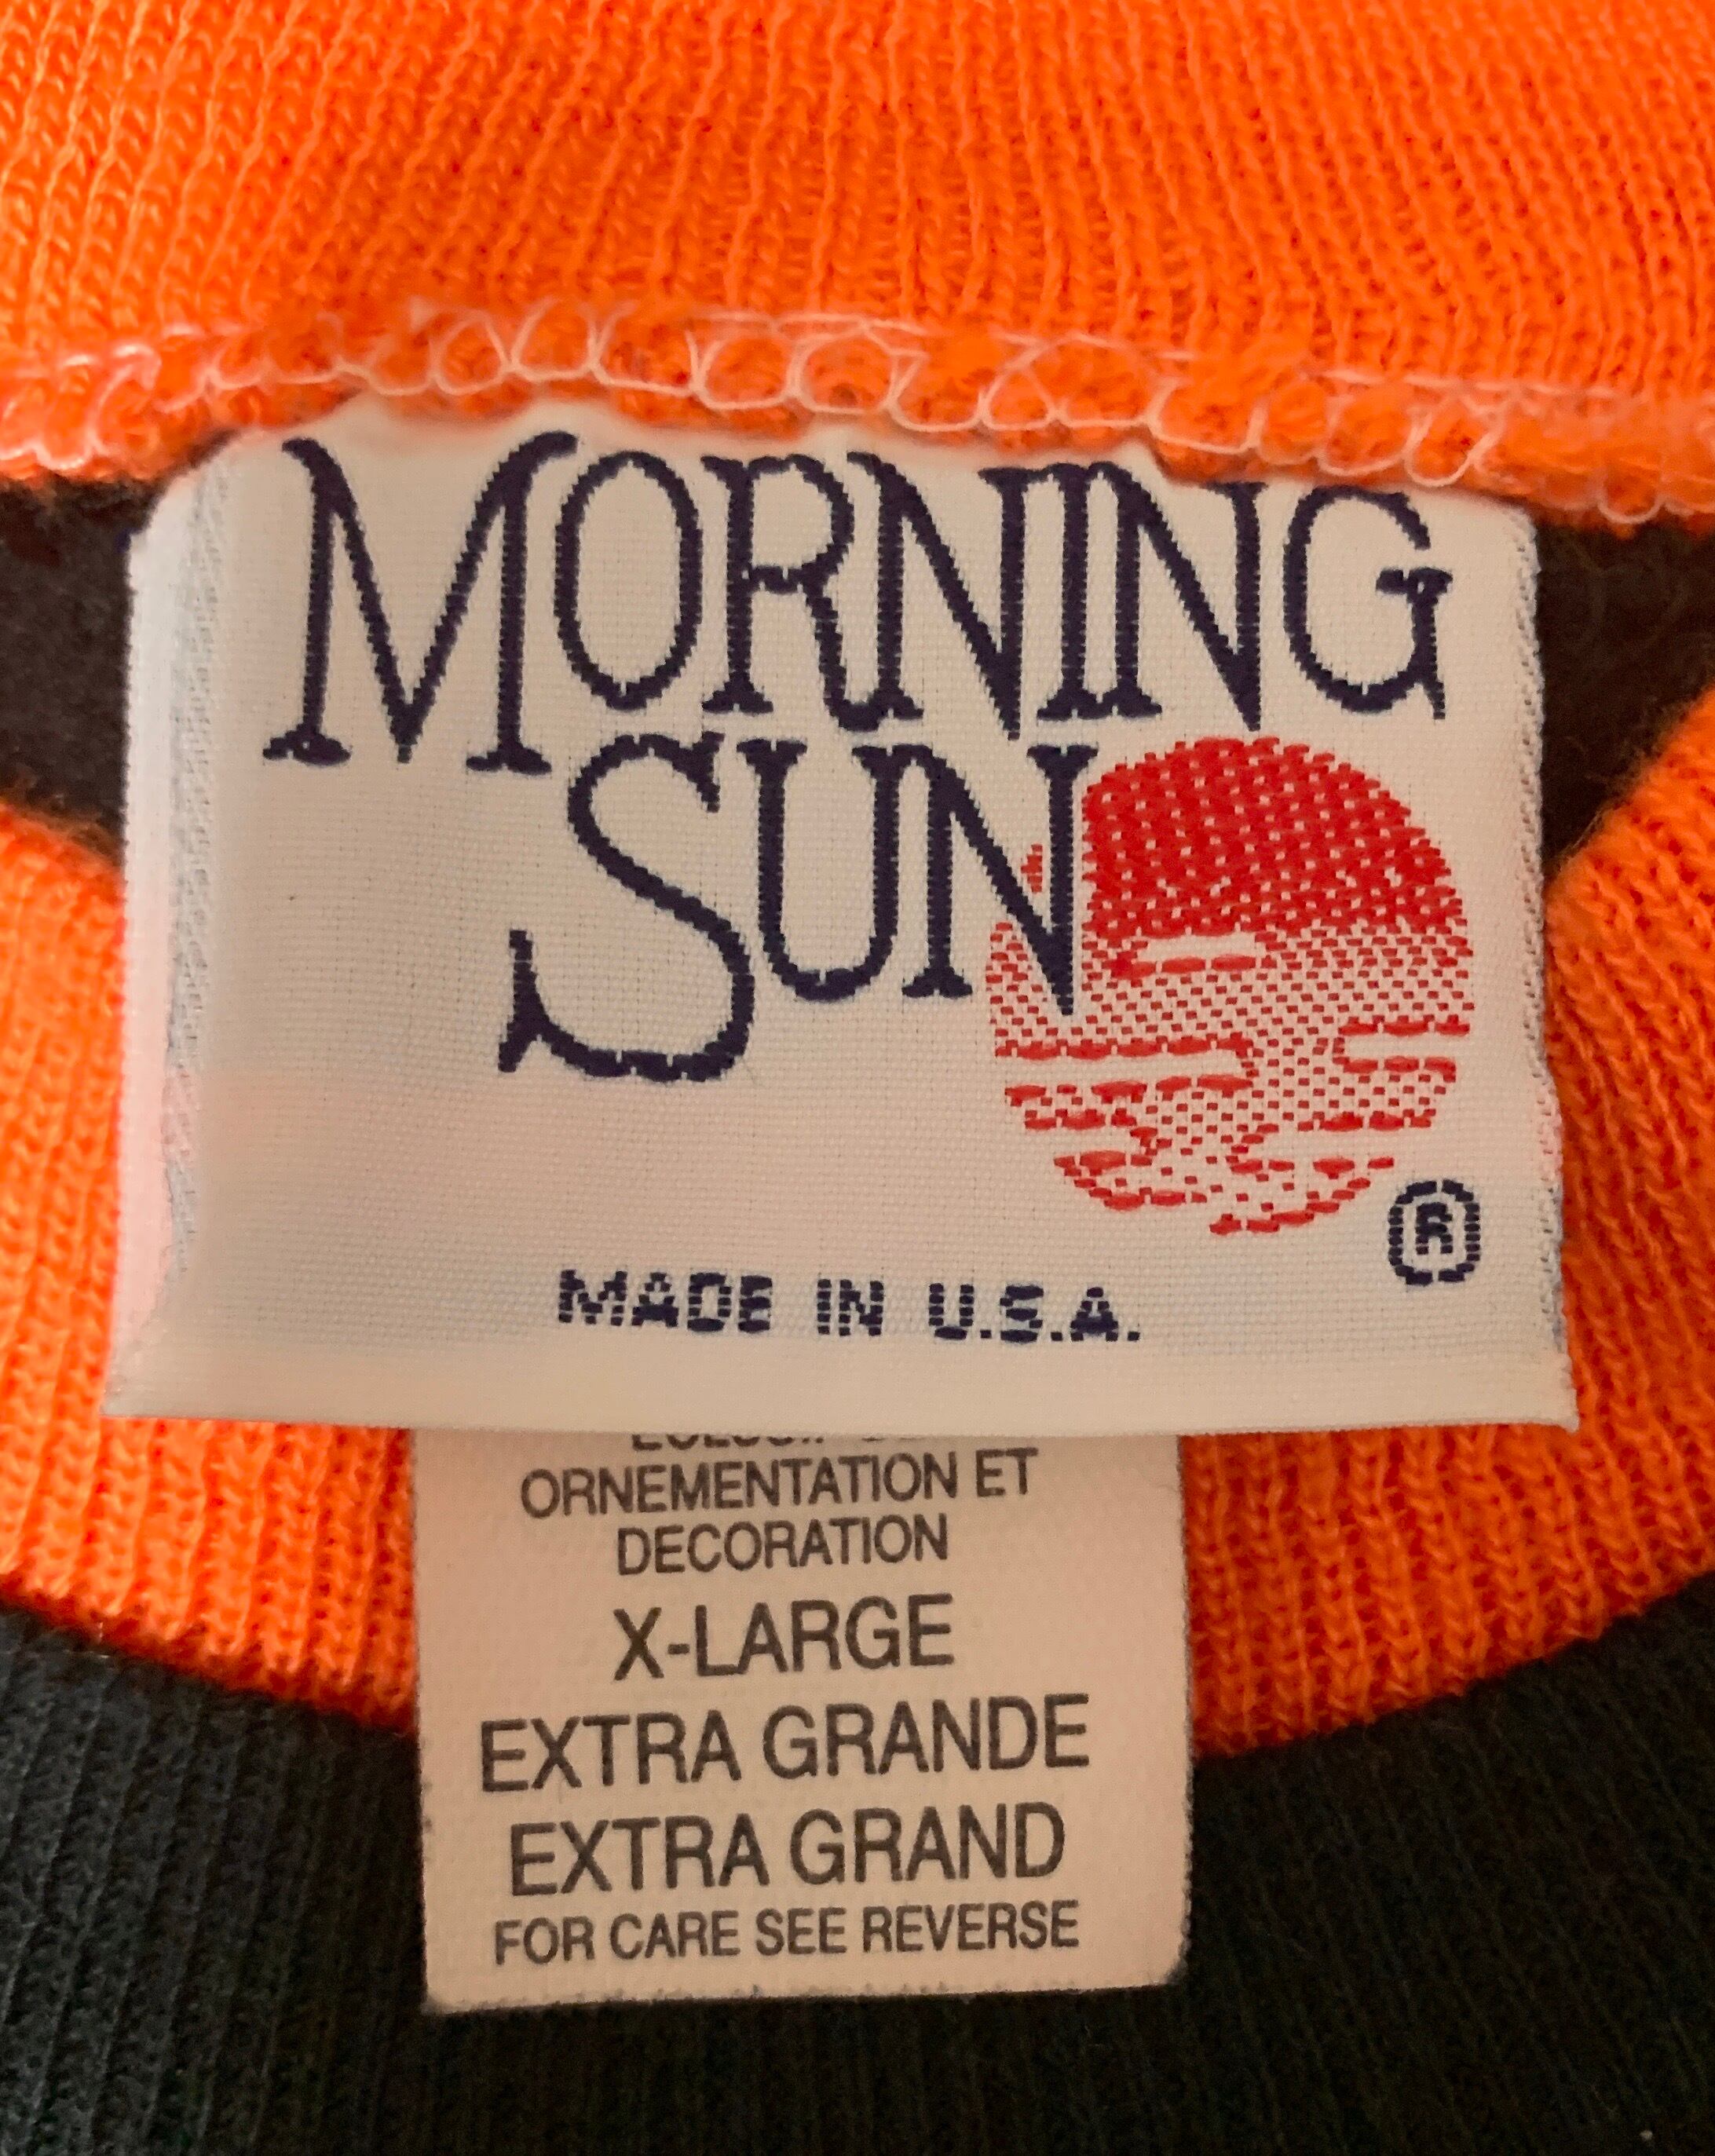 MORNING
SUN
®
MADE IN U.S.A.
ORNEMENTATION ET
DECORATION
X-LARGE
EXTRA GRANDE
EXTRA GRAND
FOR CARE SEE REVERSE